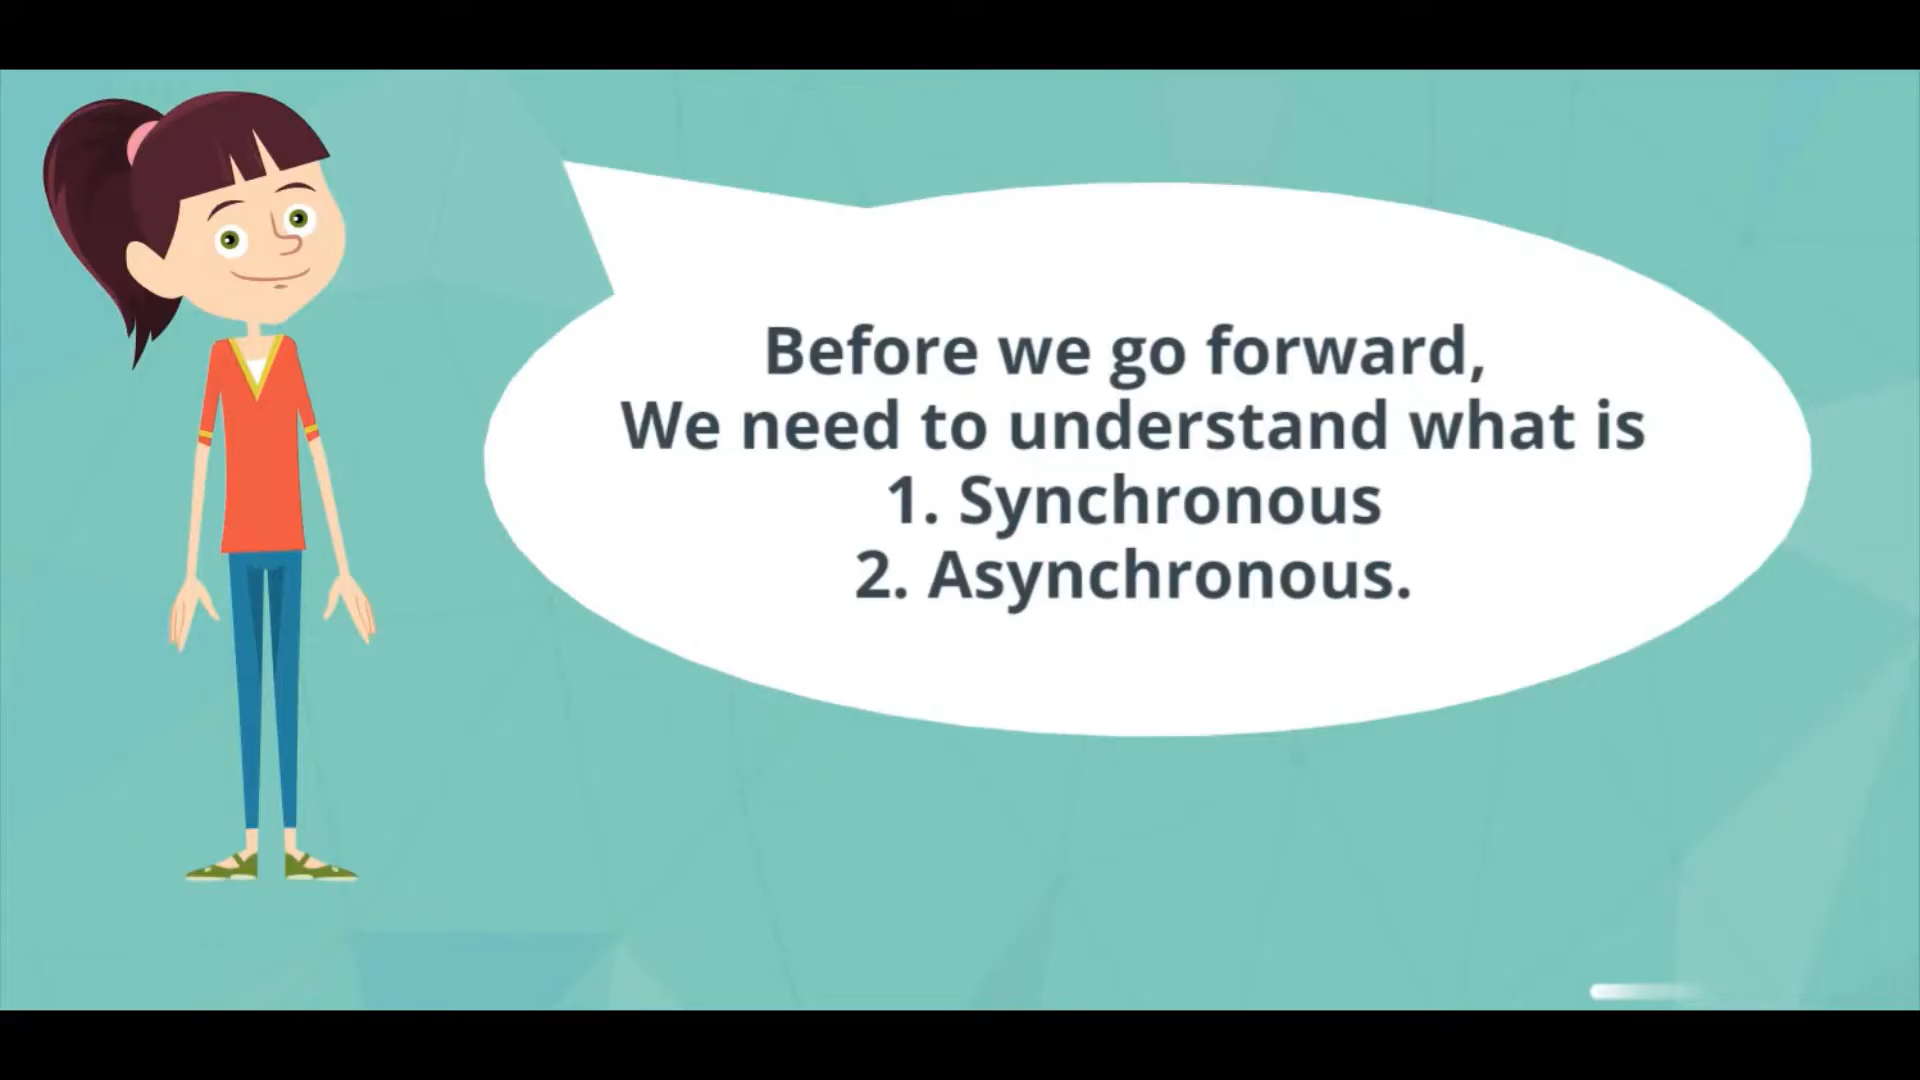 Before we go forward,
We need to understand what is
1. Synchronous
2. Asynchronous.